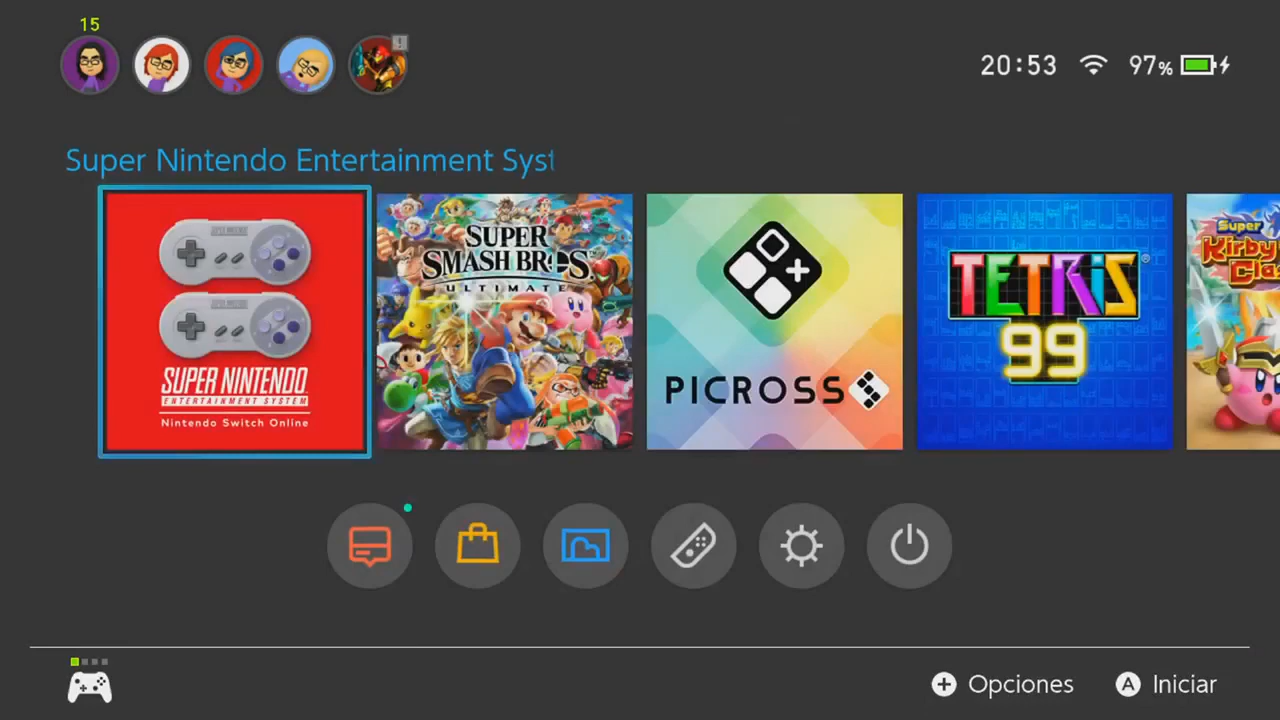 15
20:53
97%
Super Nintendo Entertainment Syst
SUPER NINTENDO
ENTERTAINMENT SYSTEM
Nintendo Switch Online
SUPER
SMASH BROS.
ULTIMATE
PICROSS
TETRIS®
99
Super
Kirby
Cla
Opciones
A Iniciar